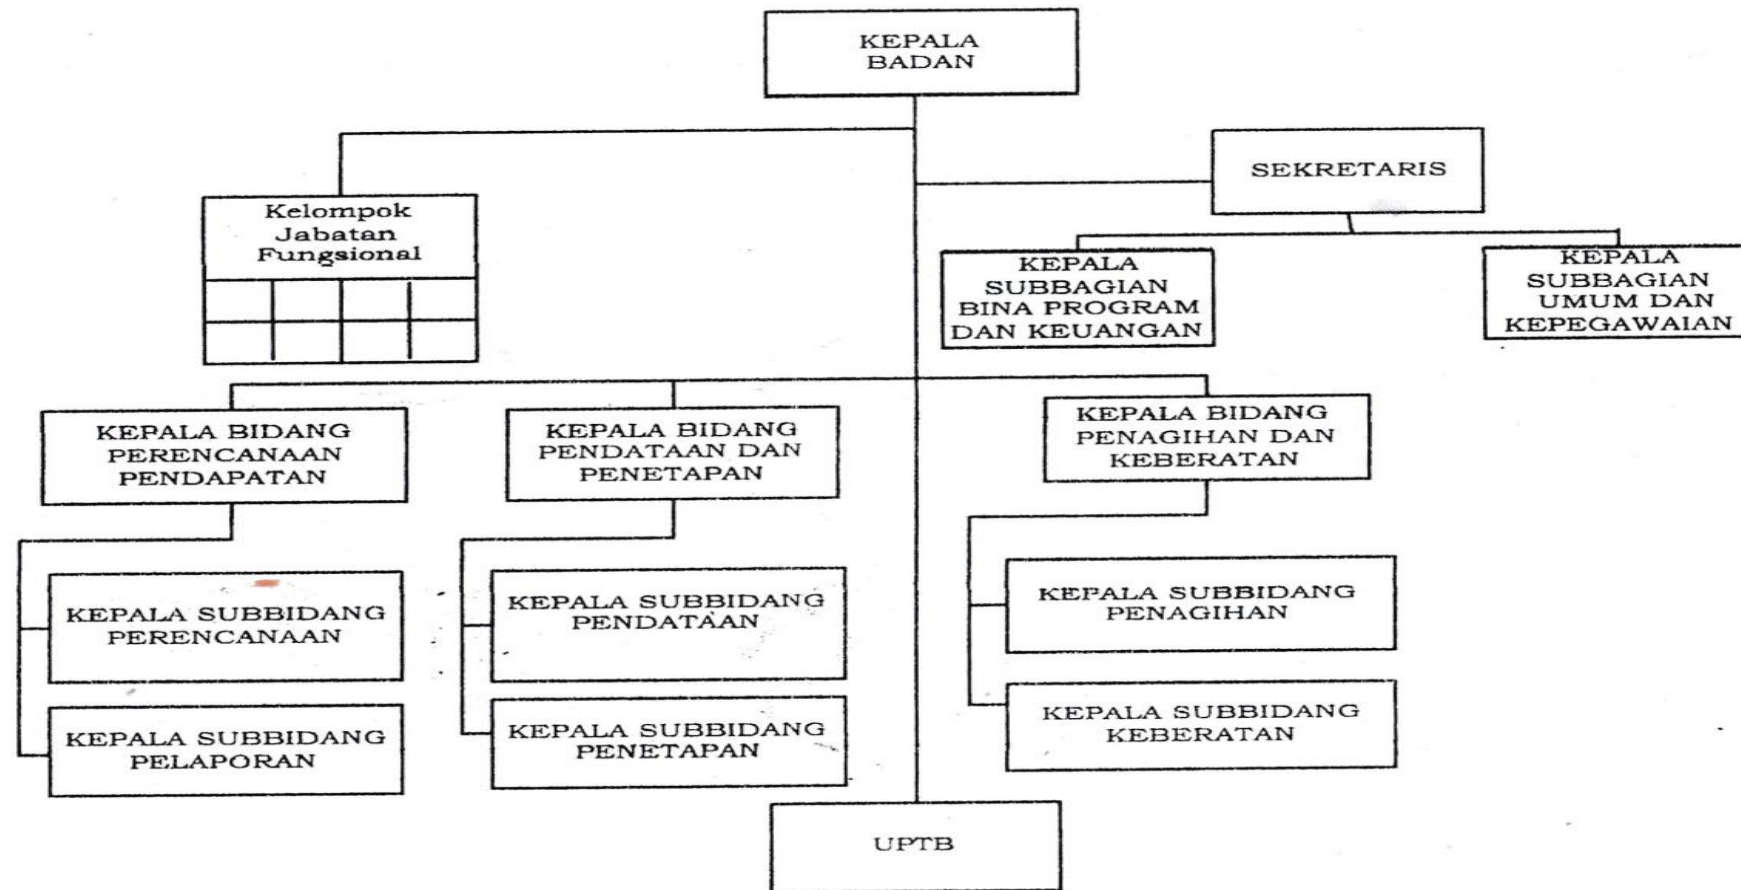 KEPALA
BADAN
SEKRETARIS
Kelompok
Jabatan
Fungsional
KEPALA
SUBBAGIAN
BINA PROGRAM
DAN KEUANGAN
KEPALA
SUBBAGIAN
UMUM DAN
KEPEGAWAIAN
KEPALA BIDANG
PERENCANAAN
PENDAPATAN
KEPALA BIDANG
PENDATAAN DAN
PENETAPAN
KEPALA BIDANG
PENAGIHAN DAN
KEBERATAN
KEPALA SUBBIDANG
PERENCANAAN
KEPALA SUBBIDANG
PENDATAAN
KEPALA SUBBIDANG
PENAGIHAN
KEPALA SUBBIDANG
PELAPORAN
KEPALA SUBBIDANG
PENETAPAN
KEPALA SUBBIDANG
KEBERATAN
UPTB